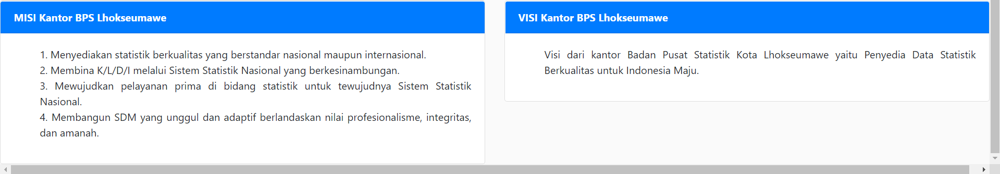 MISI Kantor BPS Lhokseumawe
1. Menyediakan statistik berkualitas yang berstandar nasional maupun internasional.
2. Membina K/L/D/I melalui Sistem Statistik Nasional yang berkesinambungan.
3. Mewujudkan pelayanan prima di bidang statistik untuk tewujudnya Sistem Statistik
Nasional.
4. Membangun SDM yang unggul dan adaptif berlandaskan nilai profesionalisme, integritas,
dan amanah.
VISI Kantor BPS Lhokseumawe
Visi dari kantor Badan Pusat Statistik Kota Lhokseumawe yaitu Penyedia Data Statistik
Berkualitas untuk Indonesia Maju.